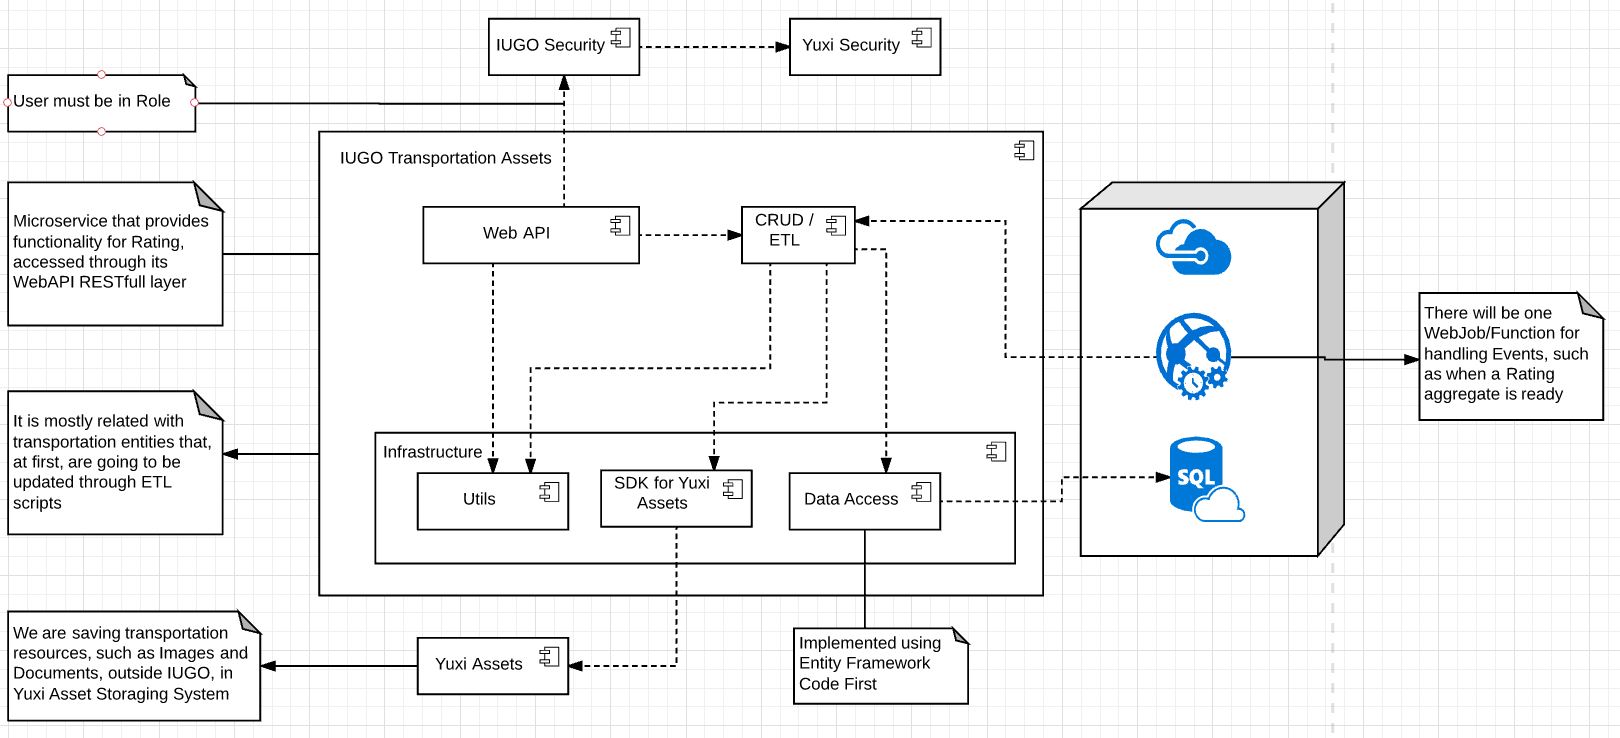 IUGO Security
Yuxi Security
User must be in Role
IUGO Transportation Assets
Microservice that provides
functionality for Rating,
accessed through its
WebAPI RESTfull layer
Web API
CRUD /
ETL
There will be one
WebJob/Function for
handling Events, such
as when a Rating
aggregate is ready
It is mostly related with
transportation entities that,
at first, are going to be
updated through ETL
scripts
Infrastructure
Utils
SDK for Yuxi
Assets
Data Access
SQL
We are saving transportation
resources, such as Images and
Documents, outside IUGO, in
Yuxi Asset Storaging System
Yuxi Assets
Implemented using
Entity Framework
Code First